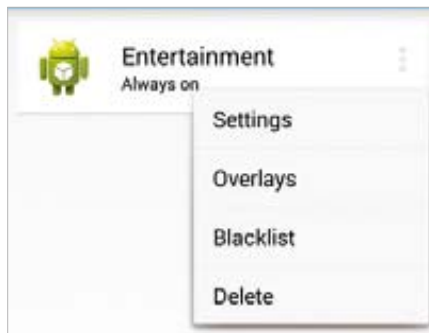 Entertainment
Always on
Settings
Overlays
Blacklist
Delete